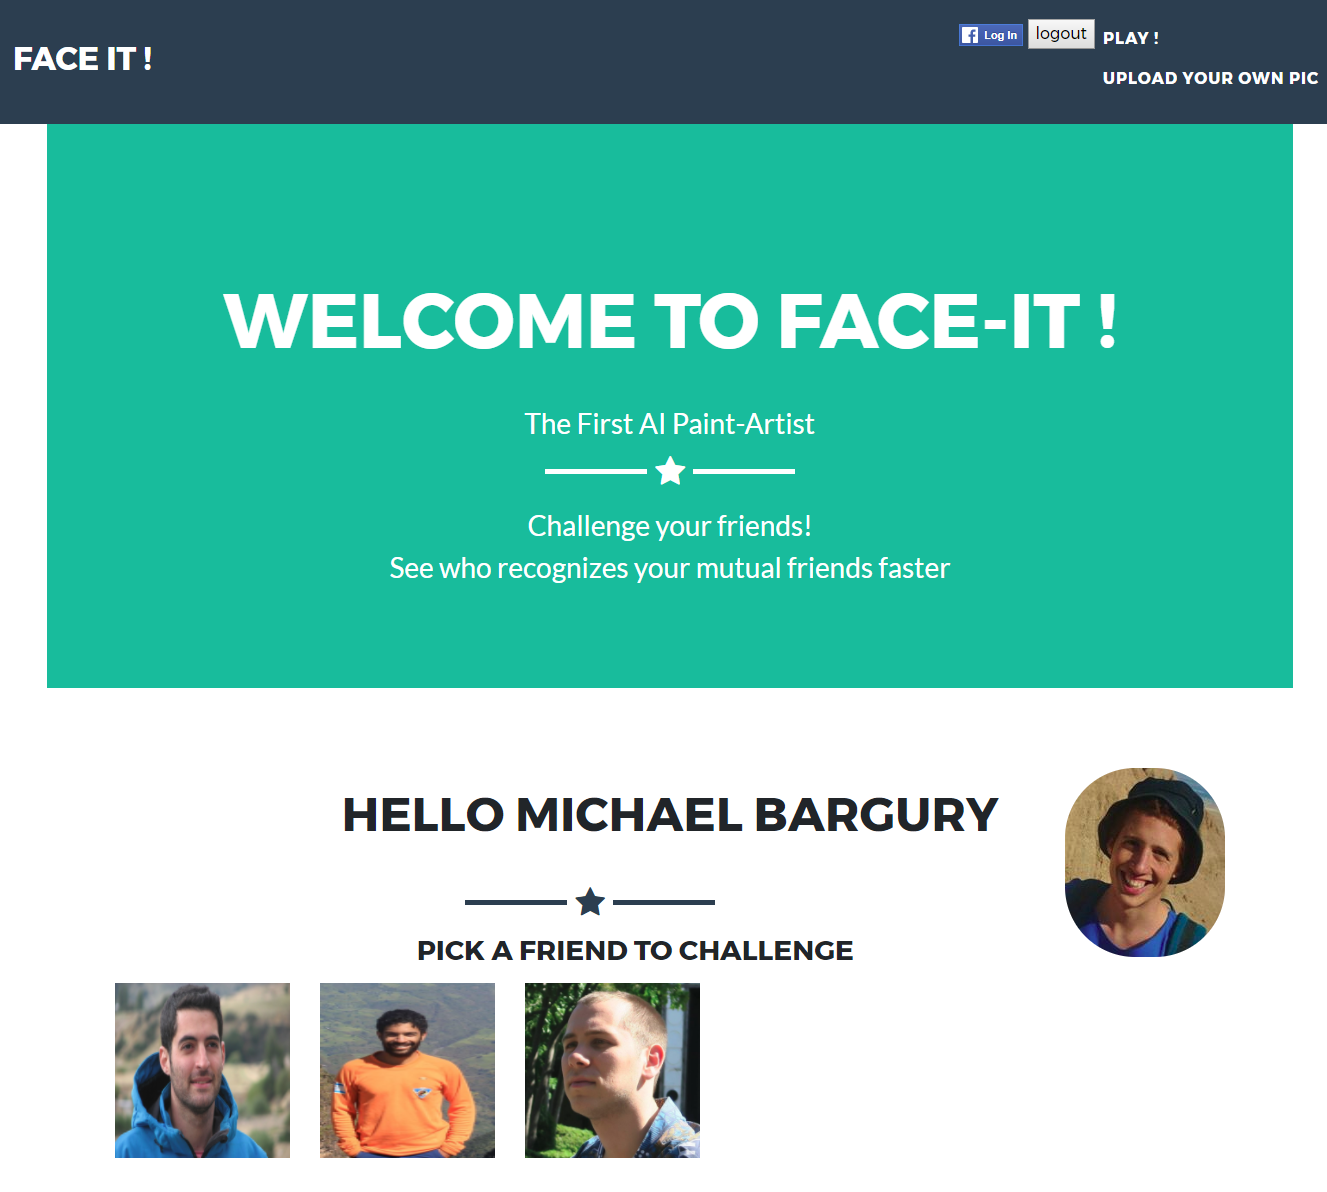 FACE IT !
Log In
logout
PLAY !
UPLOAD YOUR OWN PIC
WELCOME TO FACE-IT !
The First AI Paint-Artist
Challenge your friends!
See who recognizes your mutual friends faster
HELLO MICHAEL BARGURY
PICK A FRIEND TO CHALLENGE